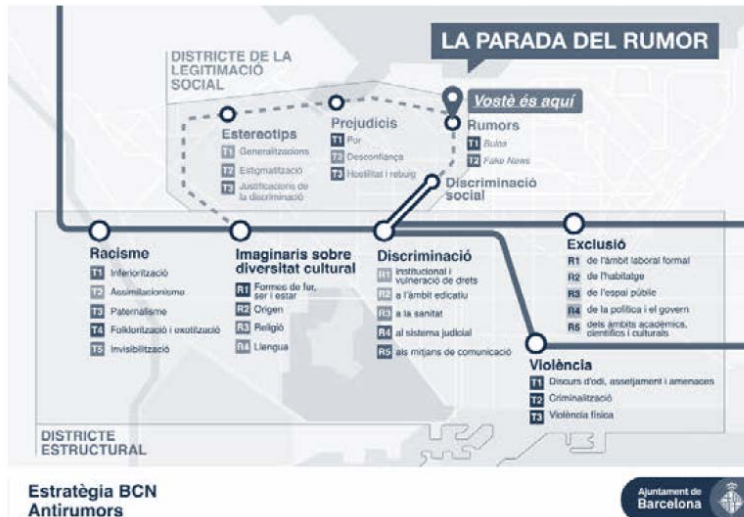 LA PARADA DEL RUMOR
DISTRICTE DE LA
LEGITIMACIÓ
SOCIAL
Vostè és aquí
Estereotips
T1 Generalitzacions
T2 Estigmatització
T3 Justificacions de
la discriminació
Prejudicis
T1 Por
T3 Desconfiança
T3 Hostilitat i rebuig
Rumors
T1 Bulos
T2 Fake News
Discriminació
social
Racisme
T1 Inferiorització
T2 Assimilacionisme
T3 Paternalisme
T4 Folklorització i exotització
T5 Invisibilització
Imaginaris sobre
diversitat cultural
R1 Formes de fer,
ser i estar
R2 Origen
R3 Religió
R4 Llengua
Discriminació
R1 Institucional i
vulneració de drets
R2 a l'àmbit edicatiu
R3 a la sanitat
R4 al sistema judicial
R5 als mitjans de comunicació
Exclusió
R1 de l'àmbit laboral formal
R2 de l'habitatge
R3 de l'espai públic
R4 de la política i el govern
R5 dels àmbits acadèmics,
científics i culturals
Violència
T1 Discurs d'odi, assetjament i amenaces
T2 Criminalització
T3 Violència física
DISTRICTE
ESTRUCTURAL
Estratègia BCN
Antirumors
Ajuntament de
Barcelona